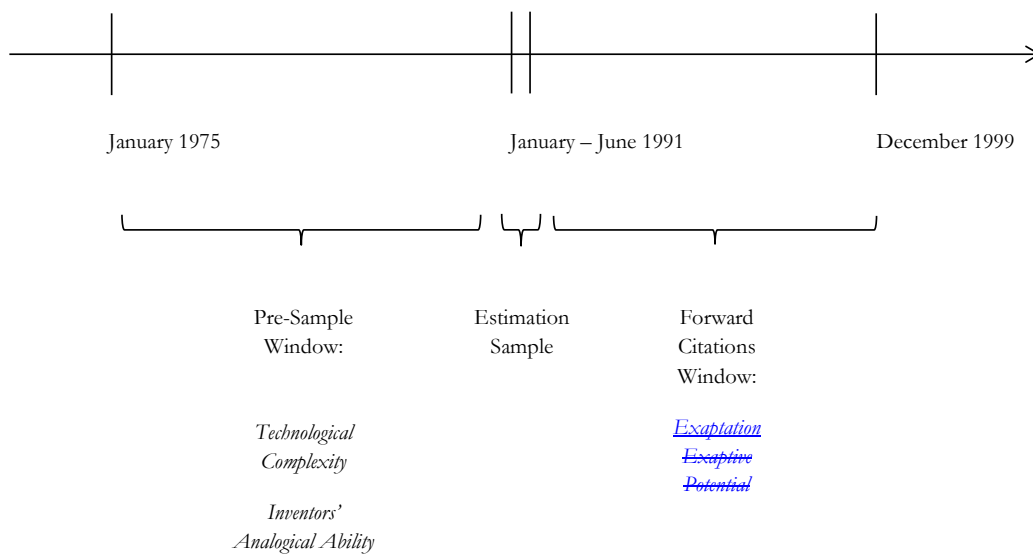 January 1975
January – June 1991
December 1999
Pre-Sample
Window:
Estimation
Sample
Forward
Citations
Window:
Technological
Complexity
Inventors’
Analogical Ability
Exaptation
Exaptive
Potential